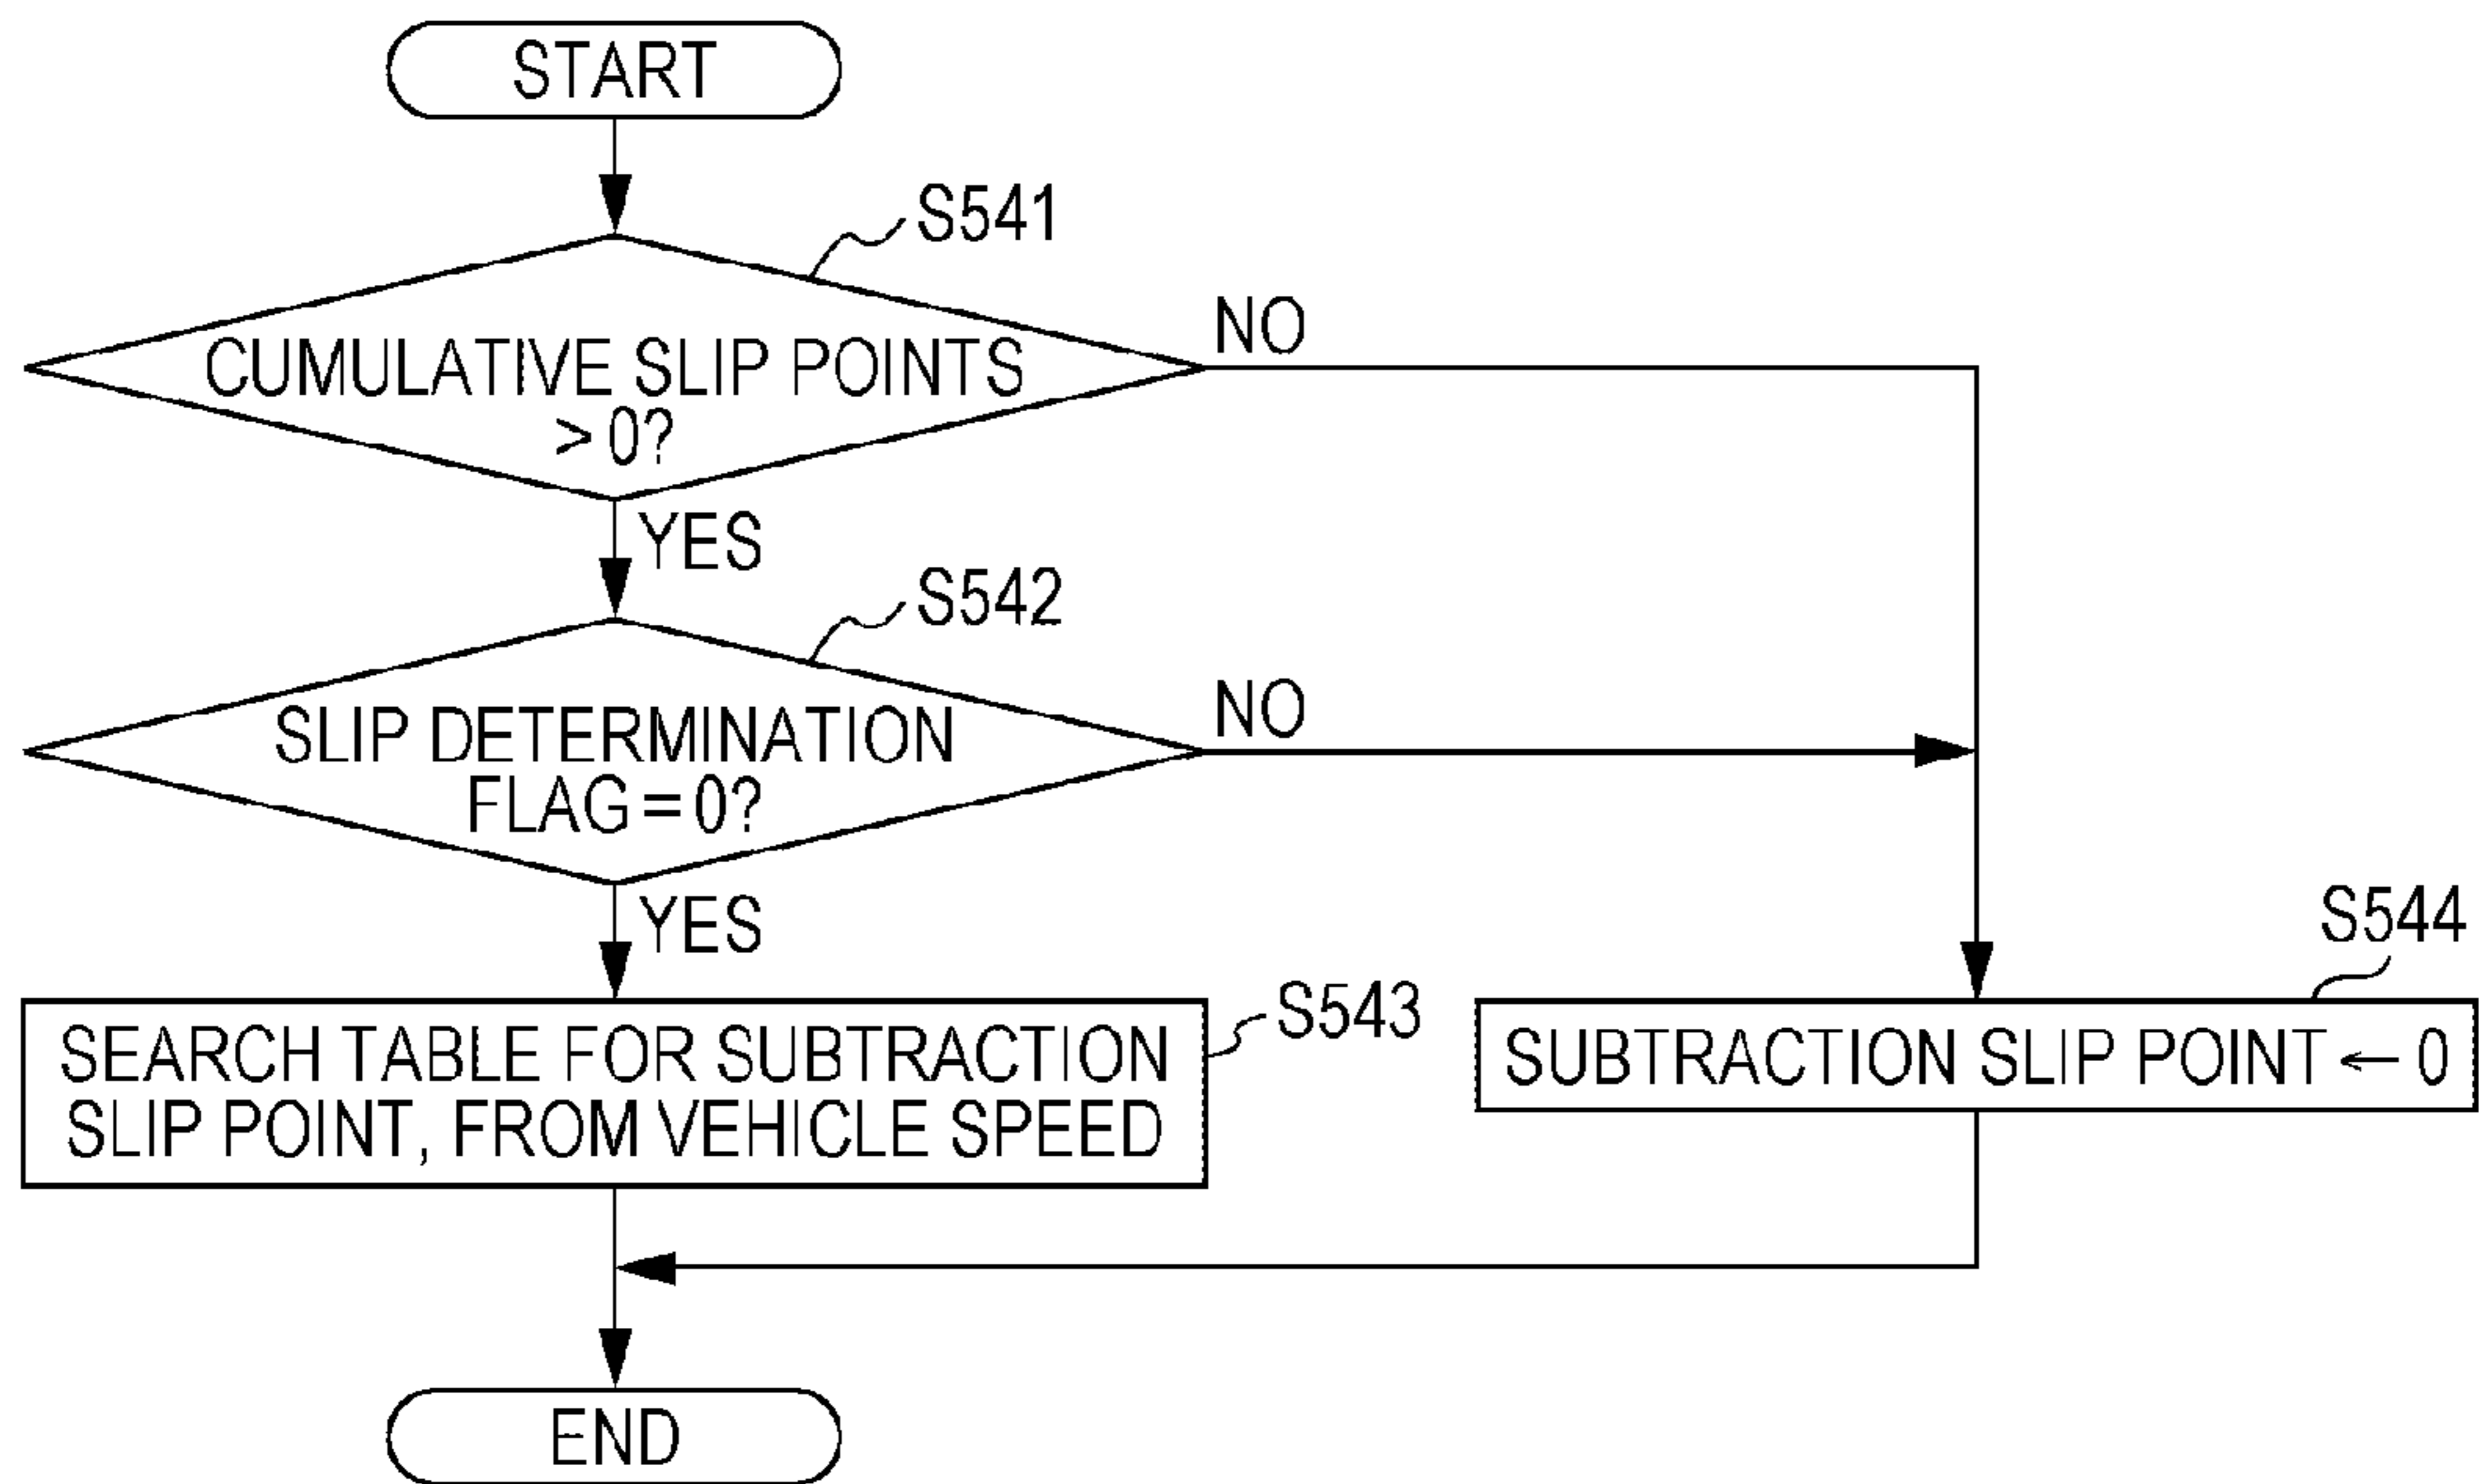 START
S541
CUMULATIVE SLIP POINTS
> 0?
NO
YES
S542
SLIP DETERMINATION
FLAG = 0?
NO
YES
S543
SEARCH TABLE FOR SUBTRACTION
SLIP POINT, FROM VEHICLE SPEED
S544
SUBTRACTION SLIP POINT ← 0
END